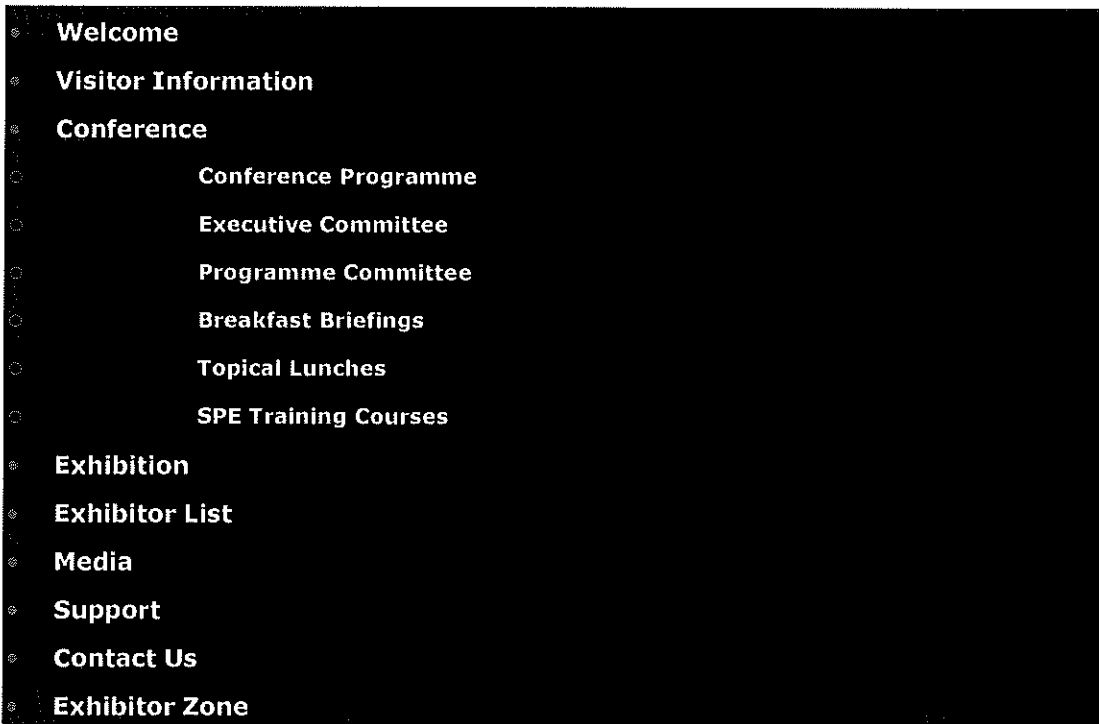 Welcome
Visitor Information
Conference
Conference Programme
Executive Committee
Programme Committee
Breakfast Briefings
Topical Lunches
SPE Training Courses
Exhibition
Exhibitor List
Media
Support
Contact Us
Exhibitor Zone